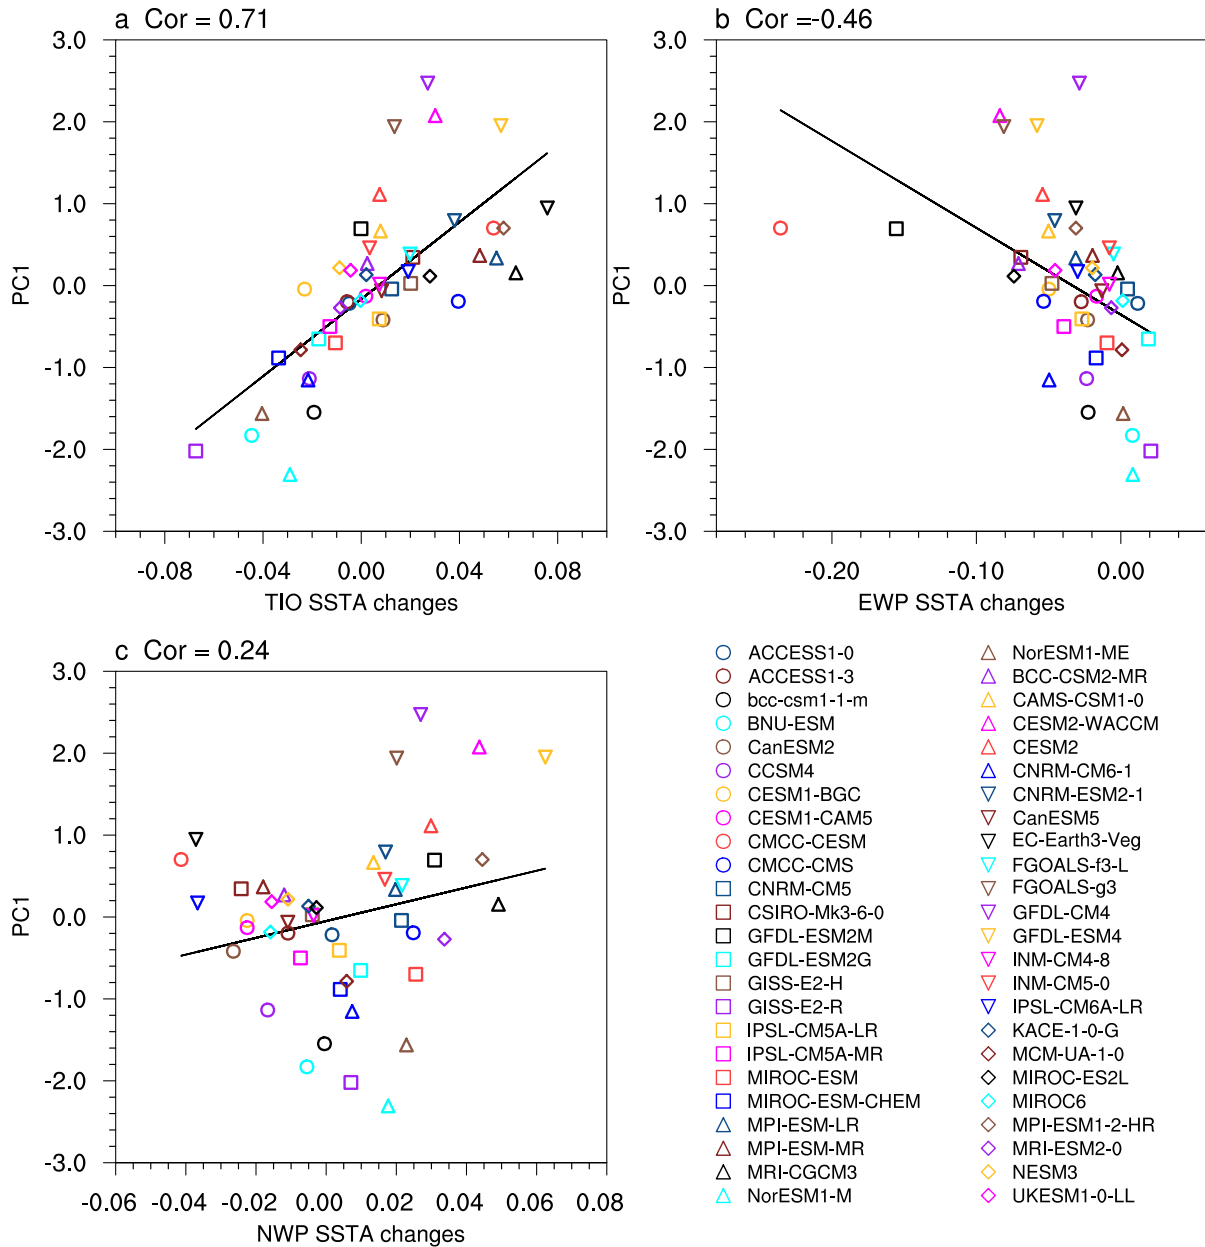 a Cor = 0.71
3.0
2.0
1.0
0.0
-1.0
-2.0
-3.0
PC1
-0.08 -0.04 0.00 0.04 0.08
TIO SSTA changes
b Cor =-0.46
3.0
2.0
1.0
0.0
-1.0
-2.0
-3.0
PC1
-0.20 -0.10 0.00
EWP SSTA changes
c Cor = 0.24
3.0
2.0
1.0
0.0
-1.0
-2.0
-3.0
PC1
-0.06 -0.04 -0.02 0.00 0.02 0.04 0.06 0.08
NWP SSTA changes
ACCESS1-0
ACCESS1-3
bcc-csm1-1-m
BNU-ESM
CanESM2
CCSM4
CESM1-BGC
CESM1-CAM5
CMCC-CESM
CMCC-CMS
CNRM-CM5
CSIRO-Mk3-6-0
GFDL-ESM2M
GFDL-ESM2G
GISS-E2-H
GISS-E2-R
IPSL-CM5A-LR
IPSL-CM5A-MR
MIROC-ESM
MIROC-ESM-CHEM
MPI-ESM-LR
MPI-ESM-MR
MRI-CGCM3
NorESM1-M
NorESM1-ME
BCC-CSM2-MR
CAMS-CSM1-0
CESM2-WACCM
CESM2
CNRM-CM6-1
CNRM-ESM2-1
CanESM5
EC-Earth3-Veg
FGOALS-f3-L
FGOALS-g3
GFDL-CM4
GFDL-ESM4
INM-CM4-8
INM-CM5-0
IPSL-CM6A-LR
KACE-1-0-G
MCM-UA-1-0
MIROC-ES2L
MIROC6
MPI-ESM1-2-HR
MRI-ESM2-0
NESM3
UKESM1-0-LL